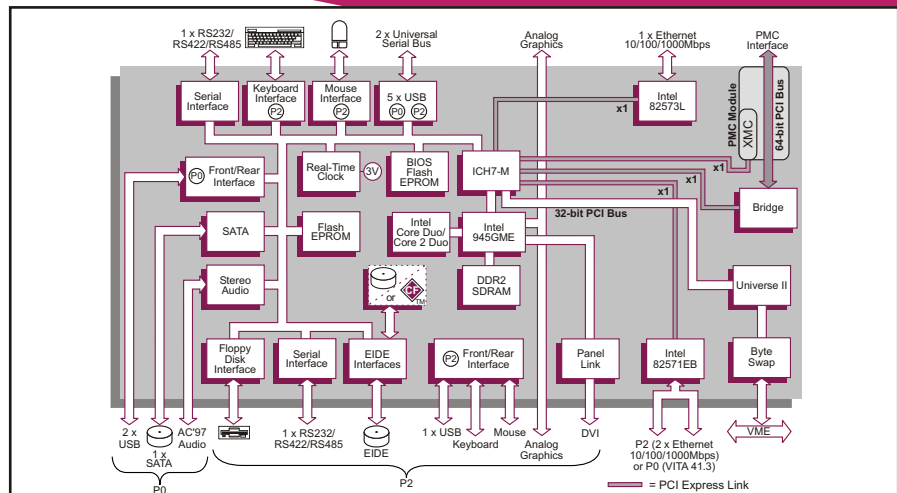 1 x RS232/
RS422/RS485
2 x Universal
Serial Bus
Analog
Graphics
1 x Ethernet
10/100/1000Mbps
PMC
Interface
Serial
Interface
Keyboard
Interface
P2
Mouse
Interface
P2
5 x USB
P0 P2
Intel
82573L
x1
PMC Module
XMC
64-bit PCI Bus
P0 Front/Rear
Interface
Real-Time
Clock
3V
BIOS
Flash
EPROM
ICH7-M
x1
x1
x1
Bridge
32-bit PCI Bus
SATA
Flash
EPROM
Intel
Core Duo/
Core 2 Duo
Intel
945GME
Stereo
Audio
or
CF
TM
DDR2
SDRAM
Universe II
Floppy
Disk
Interface
Serial
Interface
EIDE
Interfaces
P2 Front/Rear
Interface
Panel
Link
Intel
82571EB
Byte
Swap
2 x
USB
1 x
SATA
AC'97
Audio
1 x RS232/
RS422/RS485
EIDE
1 x USB
Keyboard
Mouse
Analog
Graphics
DVI
VME
P2 (2 x Ethernet
10/100/1000Mbps)
or P0 (VITA 41.3)
P0
P2
= PCI Express Link